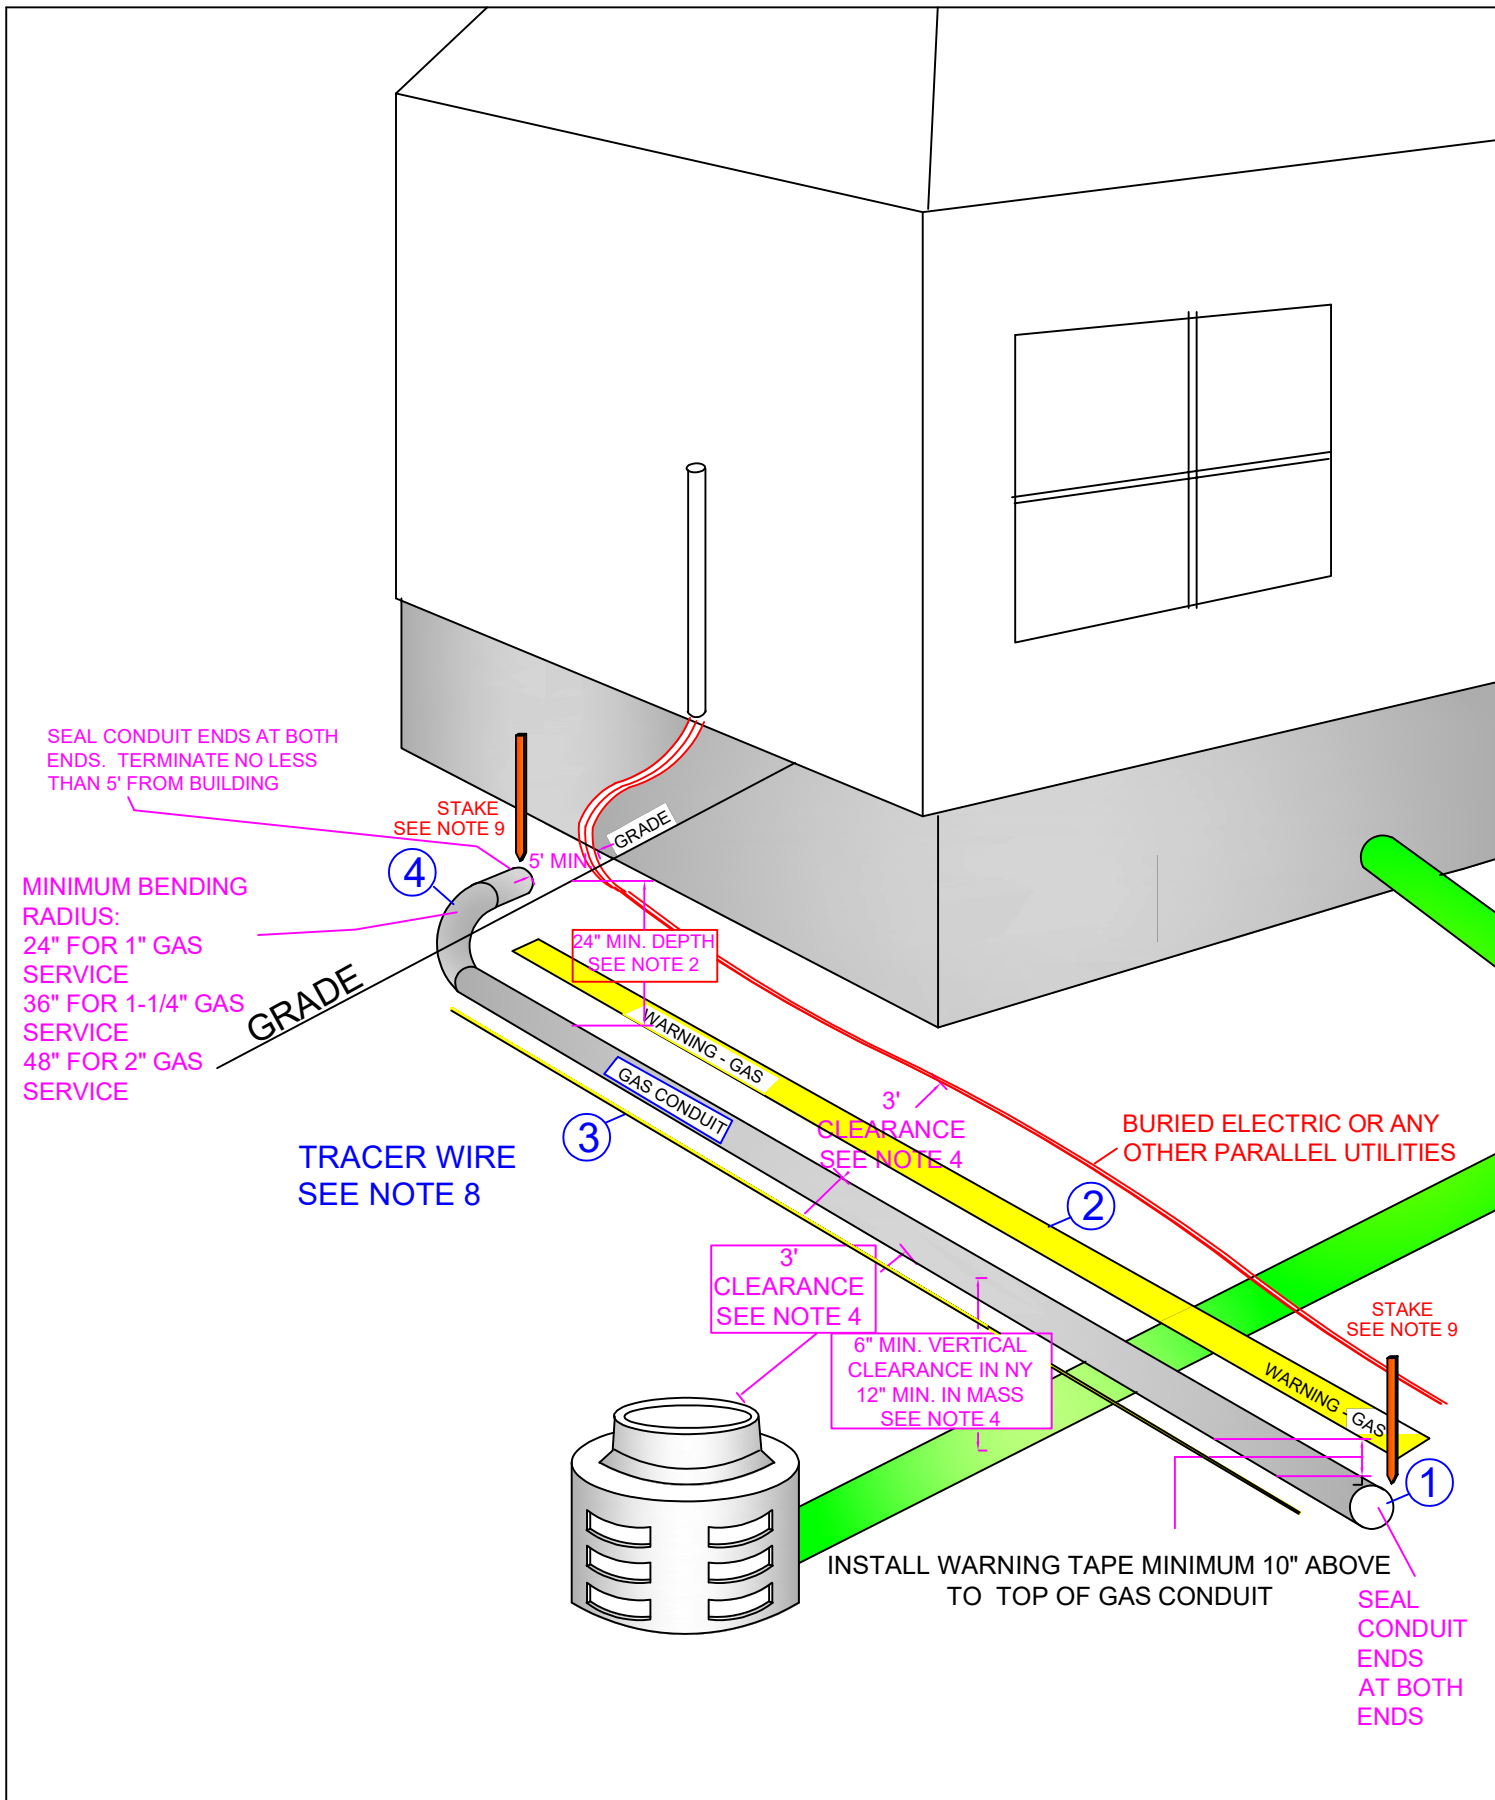 SEAL CONDUIT ENDS AT BOTH
ENDS.  TERMINATE NO LESS
THAN 5' FROM BUILDING
STAKE
SEE NOTE 9
GRADE
5' MIN.
4
MINIMUM BENDING
RADIUS:
24" FOR 1" GAS
SERVICE
36" FOR 1-1/4" GAS
SERVICE
48" FOR 2" GAS
SERVICE
24" MIN. DEPTH
SEE NOTE 2
GRADE
WARNING - GAS
GAS CONDUIT
3
3'
CLEARANCE
SEE NOTE 4
BURIED ELECTRIC OR ANY
OTHER PARALLEL UTILITIES
TRACER WIRE
SEE NOTE 8
2
3'
CLEARANCE
SEE NOTE 4
STAKE
SEE NOTE 9
6" MIN. VERTICAL
CLEARANCE IN NY
12" MIN. IN MASS
SEE NOTE 4
WARNING - GAS
1
INSTALL WARNING TAPE MINIMUM 10" ABOVE
TO  TOP OF GAS CONDUIT
SEAL
CONDUIT
ENDS
AT BOTH
ENDS